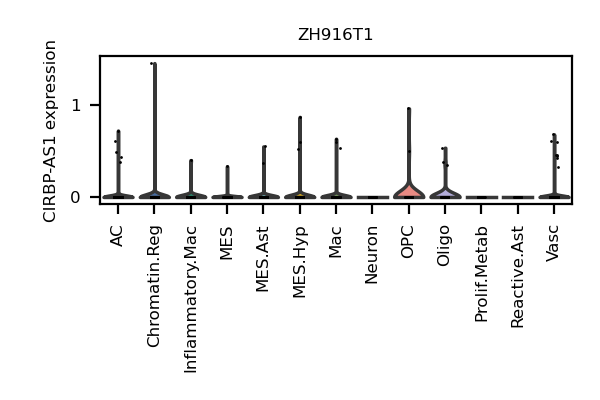 ZH916T1
CIRBP-AS1 expression
1
0
AC
Chromatin.Reg
Inflammatory.Mac
MES
MES.Ast
MES.Hyp
Mac
Neuron
OPC
Oligo
Prolif.Metab
Reactive.Ast
Vasc